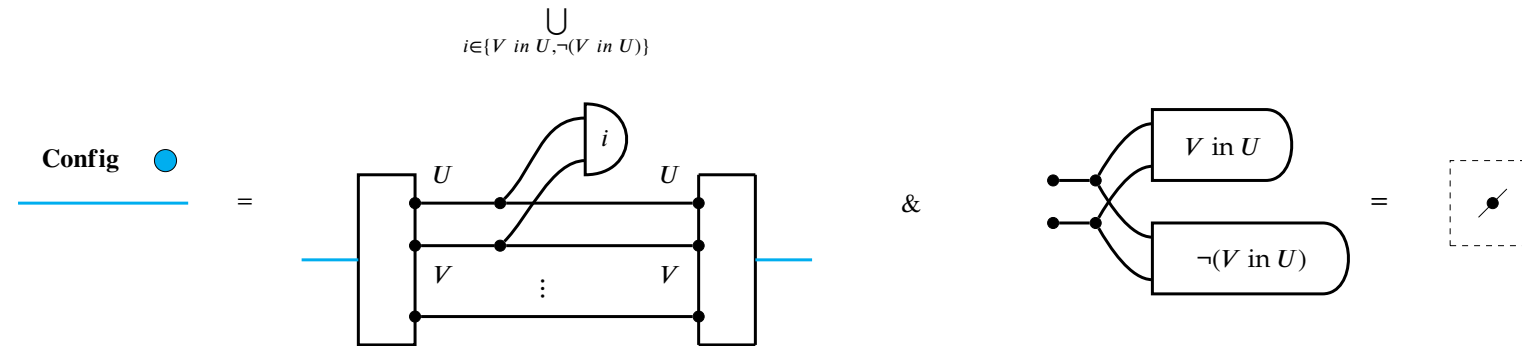 ⋃
i∈{V in U,¬(V in U)}
Config
=
U
U
V
V
⋮
i
&
V in U
¬(V in U)
=